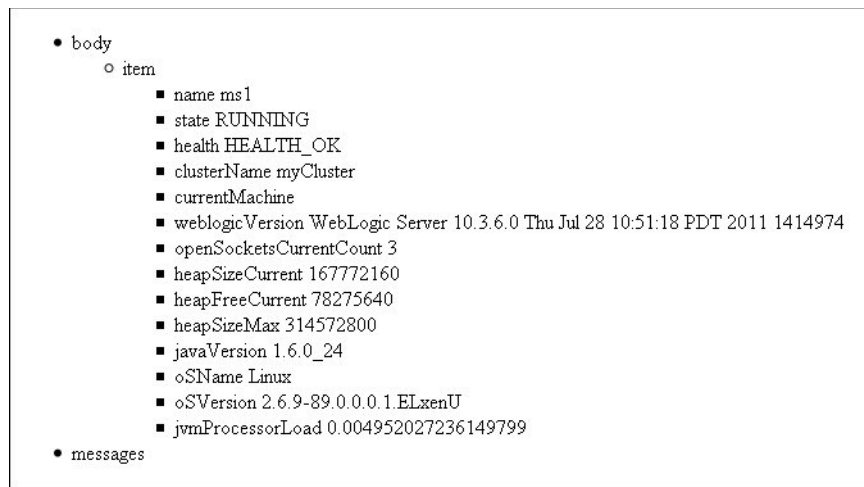 body
item
name ms1
state RUNNING
health HEALTH_OK
clusterName myCluster
currentMachine
weblogicVersion WebLogic Server 10.3.6.0 Thu Jul 28 10:51:18 PDT 2011 1414974
openSocketsCurrentCount 3
heapSizeCurrent 167772160
heapFreeCurrent 78275640
heapSizeMax 314572800
javaVersion 1.6.0_24
oSName Linux
oSVersion 2.6.9-89.0.0.0.1.ELxenU
jvmProcessorLoad 0.004952027236149799
messages